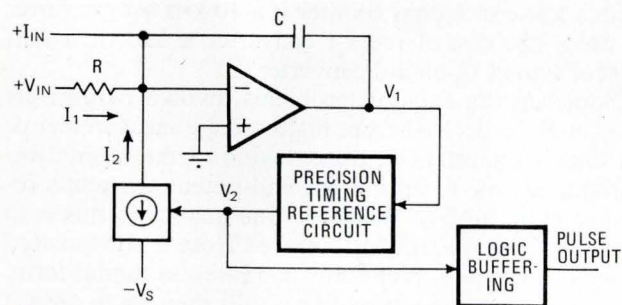 +I_IN
C
+V_IN
R
V_1
I_1
−
+
I_2
PRECISION
TIMING
REFERENCE
CIRCUIT
V_2
−V_S
LOGIC
BUFFER-
ING
PULSE
OUTPUT